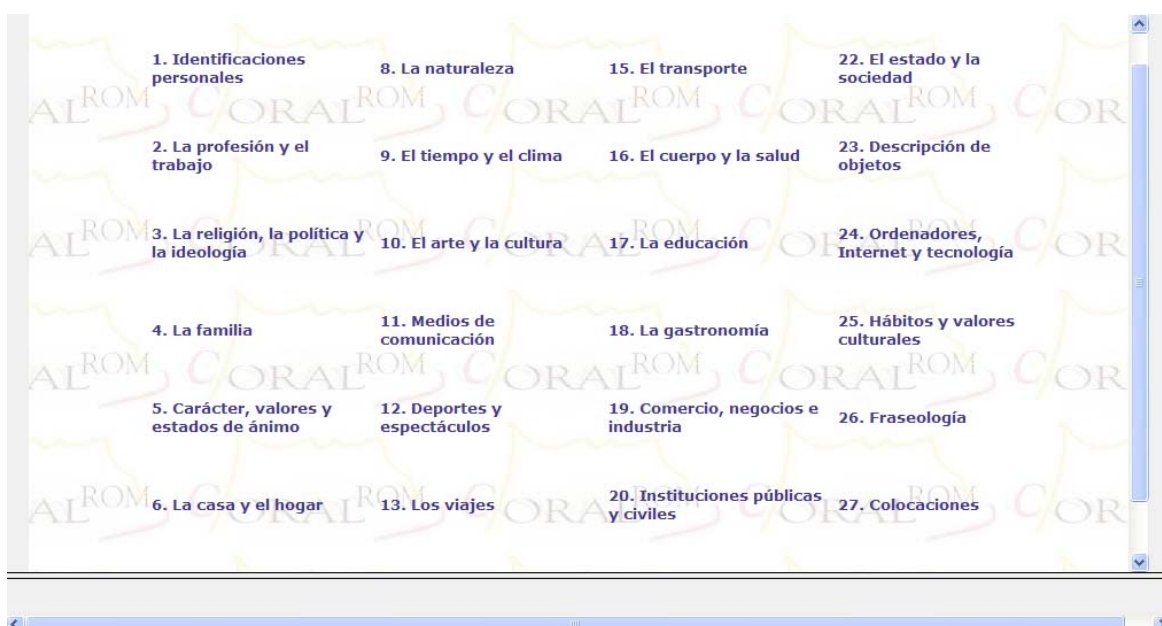 1. Identificaciones
personales
8. La naturaleza
15. El transporte
22. El estado y la
sociedad
2. La profesión y el
trabajo
9. El tiempo y el clima
16. El cuerpo y la salud
23. Descripción de
objetos
3. La religión, la política y
la ideología
10. El arte y la cultura
17. La educación
24. Ordenadores,
Internet y tecnología
4. La familia
11. Medios de
comunicación
18. La gastronomía
25. Hábitos y valores
culturales
5. Carácter, valores y
estados de ánimo
12. Deportes y
espectáculos
19. Comercio, negocios e
industria
26. Fraseología
6. La casa y el hogar
13. Los viajes
20. Instituciones públicas
y civiles
27. Colocaciones